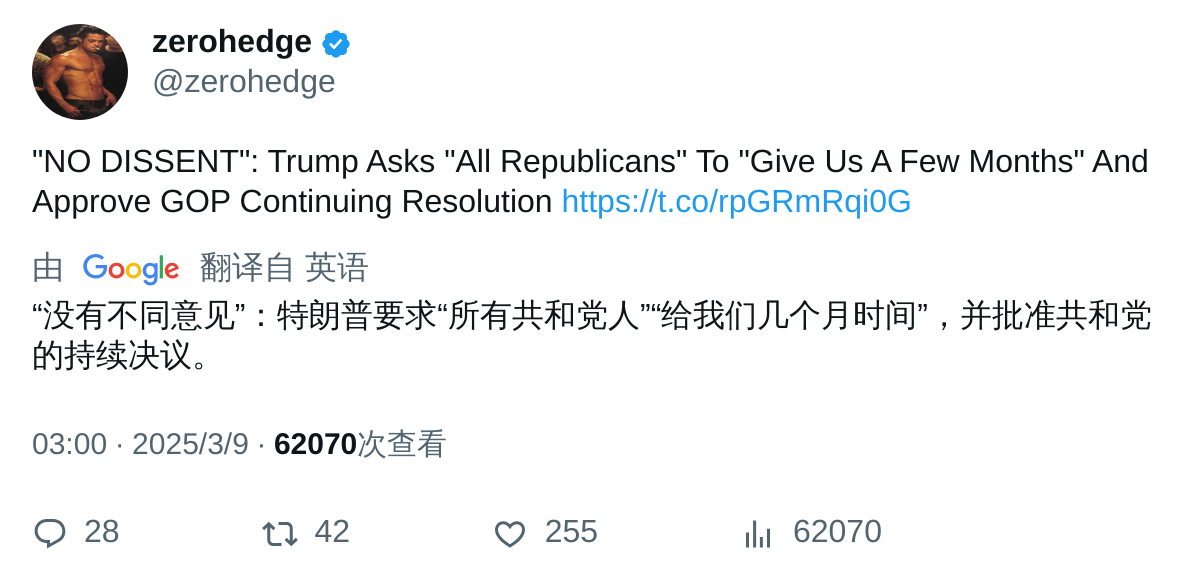 zerohedge
@zerohedge
"NO DISSENT": Trump Asks "All Republicans" To "Give Us A Few Months" And
Approve GOP Continuing Resolution https://t.co/rpGRmRqi0G
由 Google 翻译自 英语
“没有不同意见”：特朗普要求“所有共和党人”“给我们几个月时间”，并批准共和党
的持续决议。
03:00 · 2025/3/9 · 62070次查看
28 42 255 62070